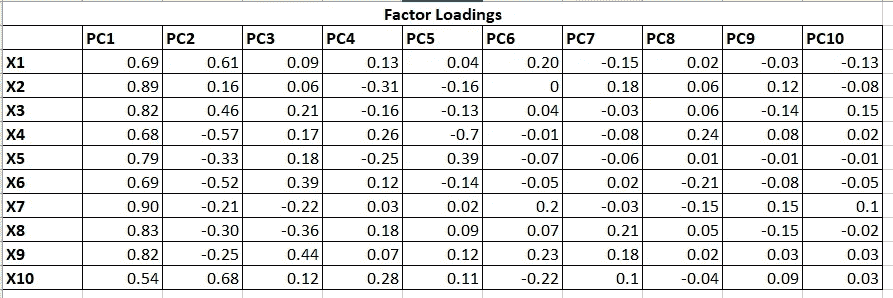 Factor Loadings
PC1 PC2 PC3 PC4 PC5 PC6 PC7 PC8 PC9 PC10
X1 0.69 0.61 0.09 0.13 0.04 0.20 -0.15 0.02 -0.03 -0.13
X2 0.89 0.16 0.06 -0.31 -0.16 0 0.18 0.06 0.12 -0.08
X3 0.82 0.46 0.21 -0.16 -0.13 0.04 -0.03 0.06 -0.14 0.15
X4 0.68 -0.57 0.17 0.26 -0.7 -0.01 -0.08 0.24 0.08 0.02
X5 0.79 -0.33 0.18 -0.25 0.39 -0.07 -0.06 0.01 -0.01 -0.01
X6 0.69 -0.52 0.39 0.12 -0.14 -0.05 0.02 -0.21 -0.08 -0.05
X7 0.90 -0.21 -0.22 0.03 0.02 0.2 -0.03 -0.15 0.15 0.1
X8 0.83 -0.30 -0.36 0.18 0.09 0.07 0.21 0.05 -0.15 -0.02
X9 0.82 -0.25 0.44 0.07 0.12 0.23 0.18 0.02 0.03 0.03
X10 0.54 0.68 0.12 0.28 0.11 -0.22 0.1 -0.04 0.09 0.03